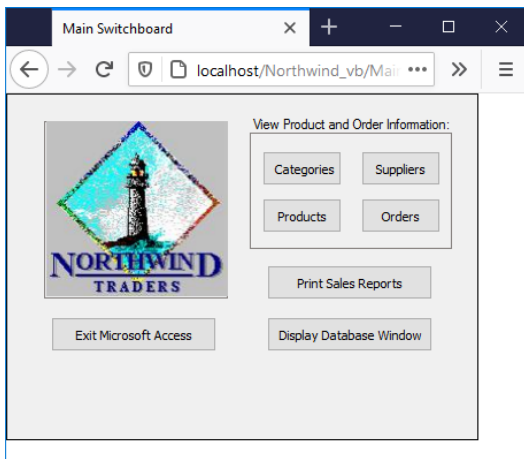 Main Switchboard
localhost/Northwind_vb/Mai
View Product and Order Information:
Categories Suppliers
Products Orders
NORTHWIND
TRADERS
Print Sales Reports
Exit Microsoft Access Display Database Window